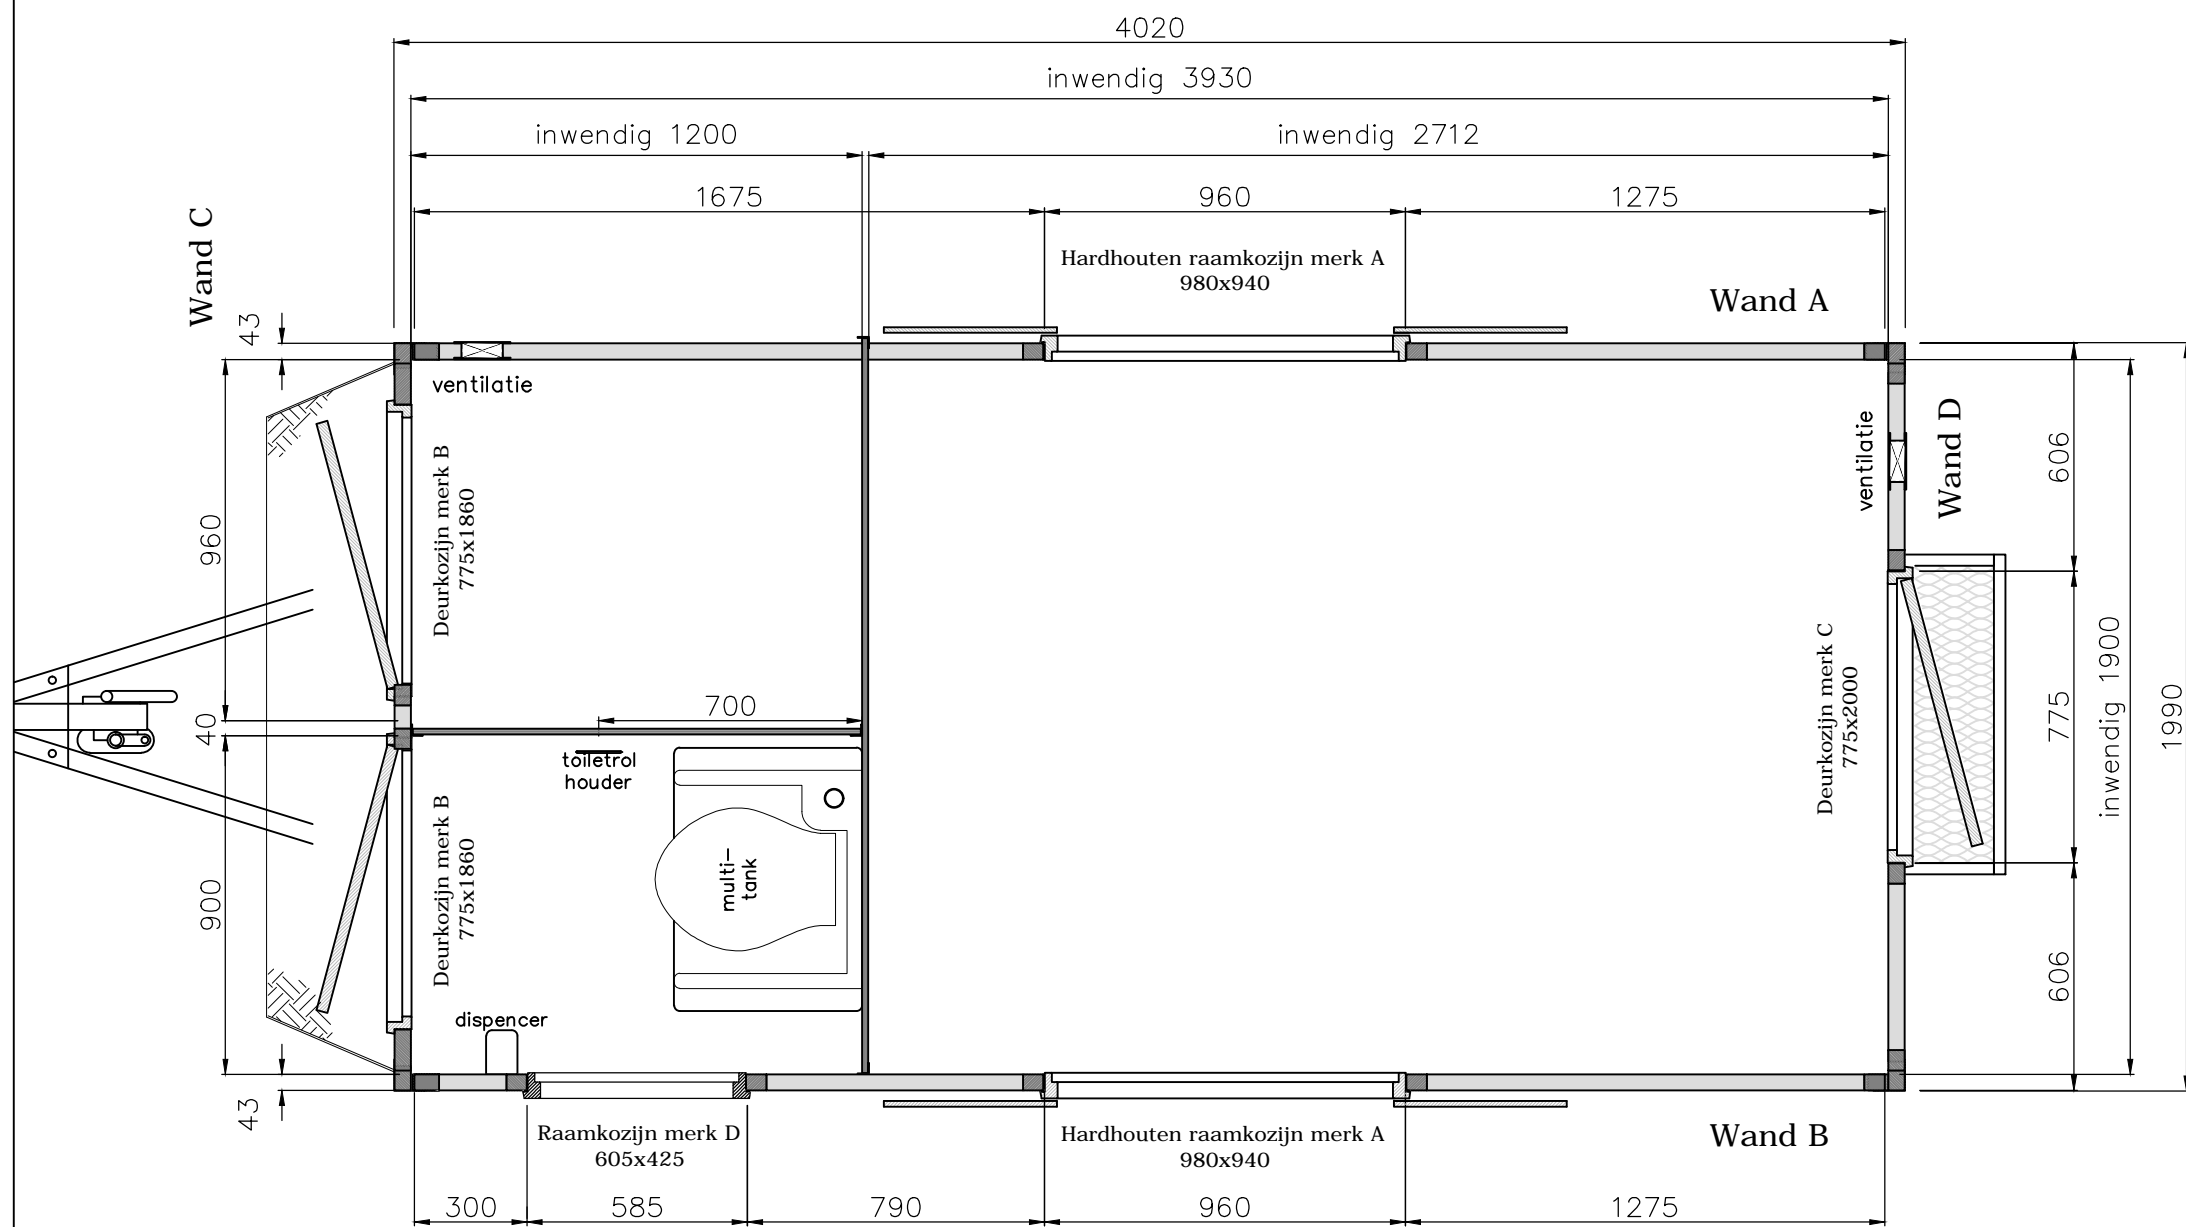 4020
inwendig 3930
inwendig 1200
inwendig 2712
1675
960
1275
Hardhouten raamkozijn merk A
980x940
Wand A
Wand C
43
ventilatie
Deurkozijn merk B
775x1860
960
ventilatie
Wand D
606
40
700
toiletrol
houder
multi-
tank
Deurkozijn merk B
775x1860
900
dispencer
43
Deurkozijn merk C
775x2000
775
inwendig 1900
1990
606
Raamkozijn merk D
605x425
Hardhouten raamkozijn merk A
980x940
Wand B
300
585
790
960
1275